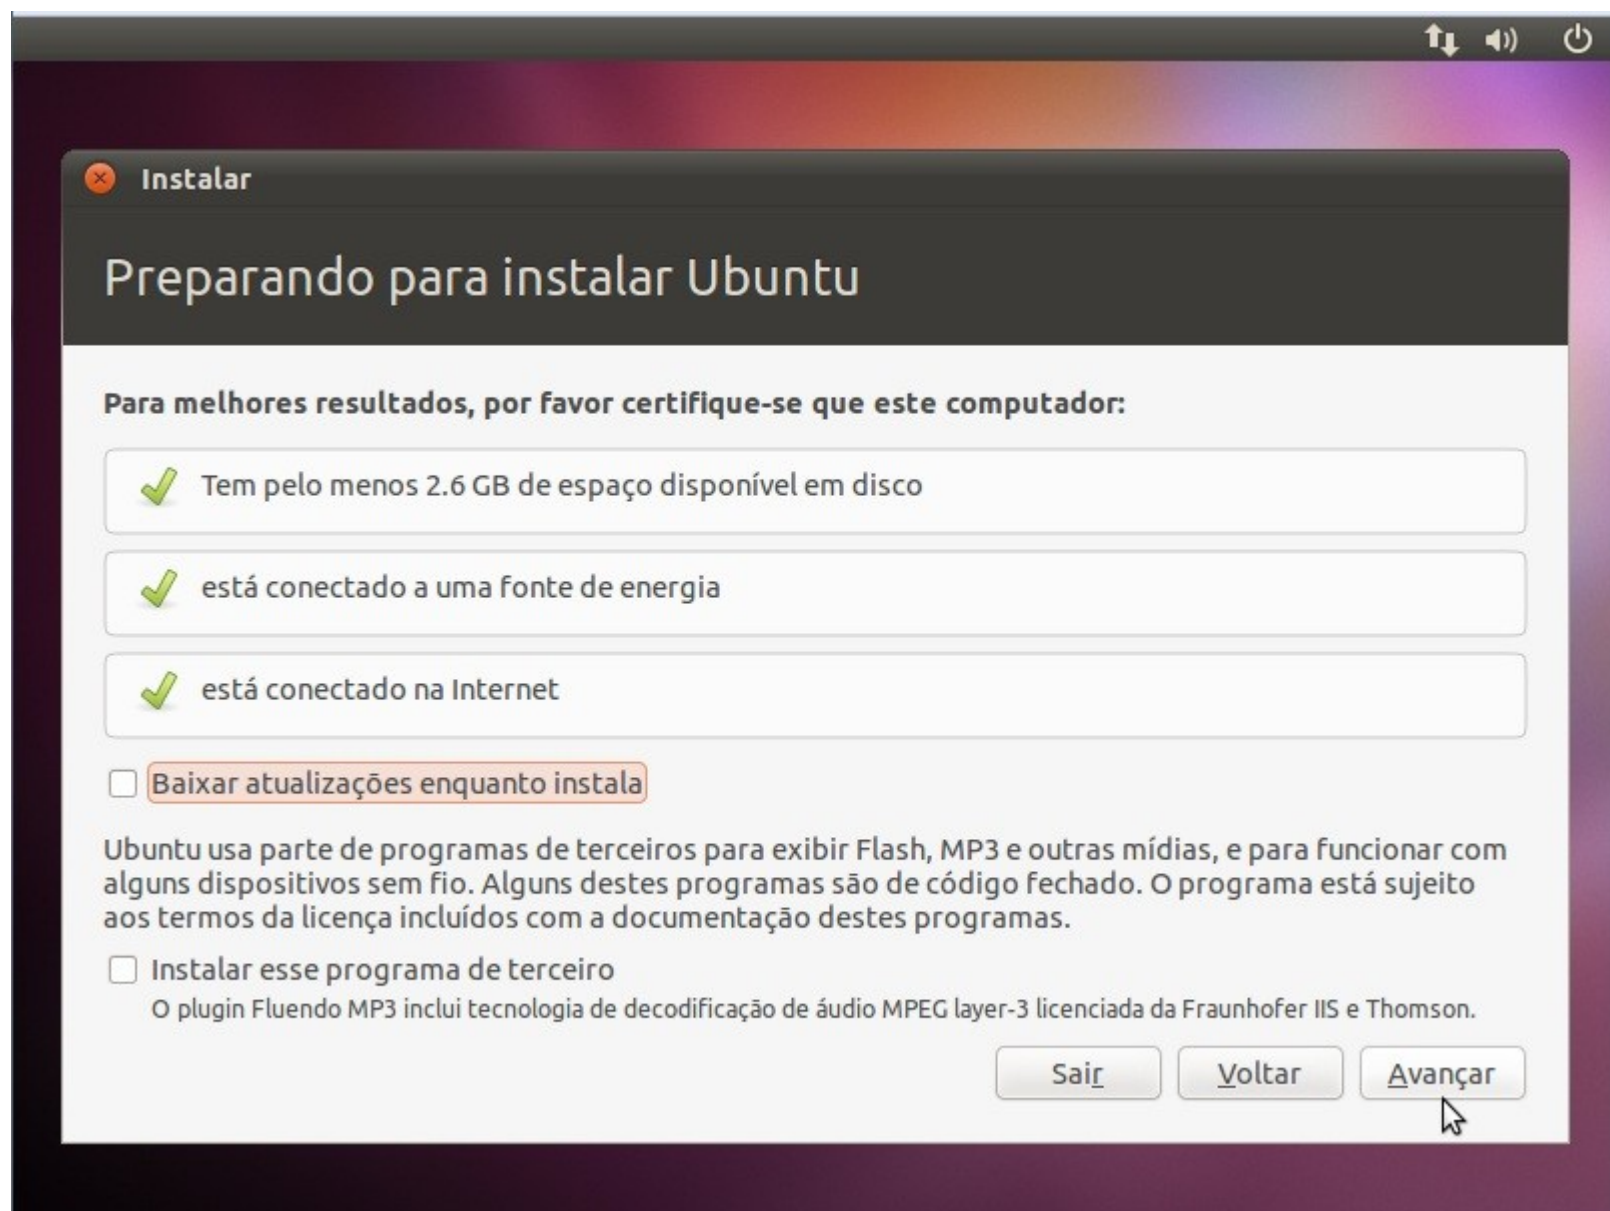 Instalar
Preparando para instalar Ubuntu
Para melhores resultados, por favor certifique-se que este computador:
Tem pelo menos 2.6 GB de espaço disponível em disco
está conectado a uma fonte de energia
está conectado na Internet
Baixar atualizações enquanto instala
Ubuntu usa parte de programas de terceiros para exibir Flash, MP3 e outras mídias, e para funcionar com
alguns dispositivos sem fio. Alguns destes programas são de código fechado. O programa está sujeito
aos termos da licença incluídos com a documentação destes programas.
Instalar esse programa de terceiro
O plugin Fluendo MP3 inclui tecnologia de decodificação de áudio MPEG layer-3 licenciada da Fraunhofer IIS e Thomson.
Sair Voltar Avançar